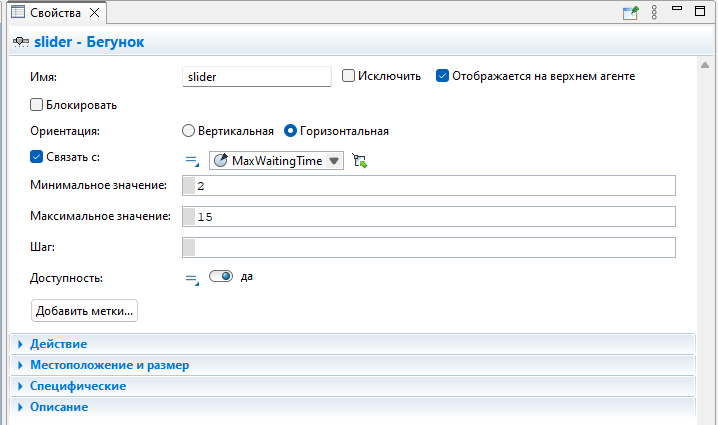 Свойства
slider - Бегунок
Имя: slider Исключить Отображается на верхнем агенте
Блокировать
Ориентация: Вертикальная Горизонтальная
Связать с: MaxWaitingTime
Минимальное значение: 2
Максимальное значение: 15
Шаг:
Доступность: да
Добавить метки...
Действие
Местоположение и размер
Специфические
Описание